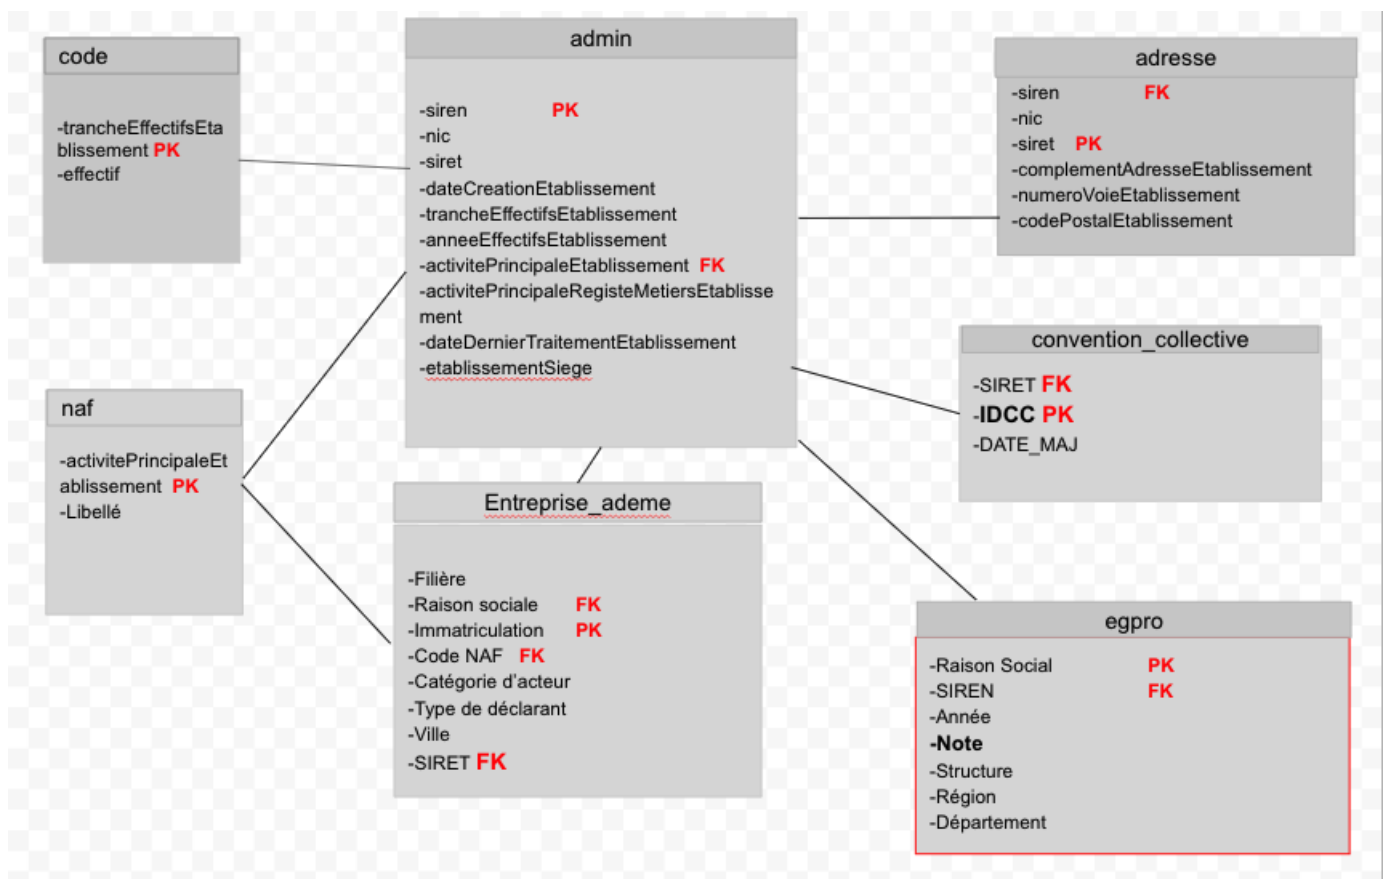 code
-trancheEffectifsEta
blissement PK
-effectif
admin
-siren PK
-nic
-siret
-dateCreationEtablissement
-trancheEffectifsEtablissement
-anneeEffectifsEtablissement
-activitePrincipaleEtablissement FK
-activitePrincipaleRegisteMetiersEtablisse
ment
-dateDernierTraitementEtablissement
-etablissementSiege
adresse
-siren FK
-nic
-siret PK
-complementAdresseEtablissement
-numeroVoieEtablissement
-codePostalEtablissement
convention_collective
-SIRET FK
-IDCC PK
-DATE_MAJ
naf
-activitePrincipaleEt
ablissement PK
-Libellé
Entreprise_ademe
-Filière
-Raison sociale FK
-Immatriculation PK
-Code NAF FK
-Catégorie d'acteur
-Type de déclarant
-Ville
-SIRET FK
egpro
-Raison Social PK
-SIREN FK
-Année
-Note
-Structure
-Région
-Département